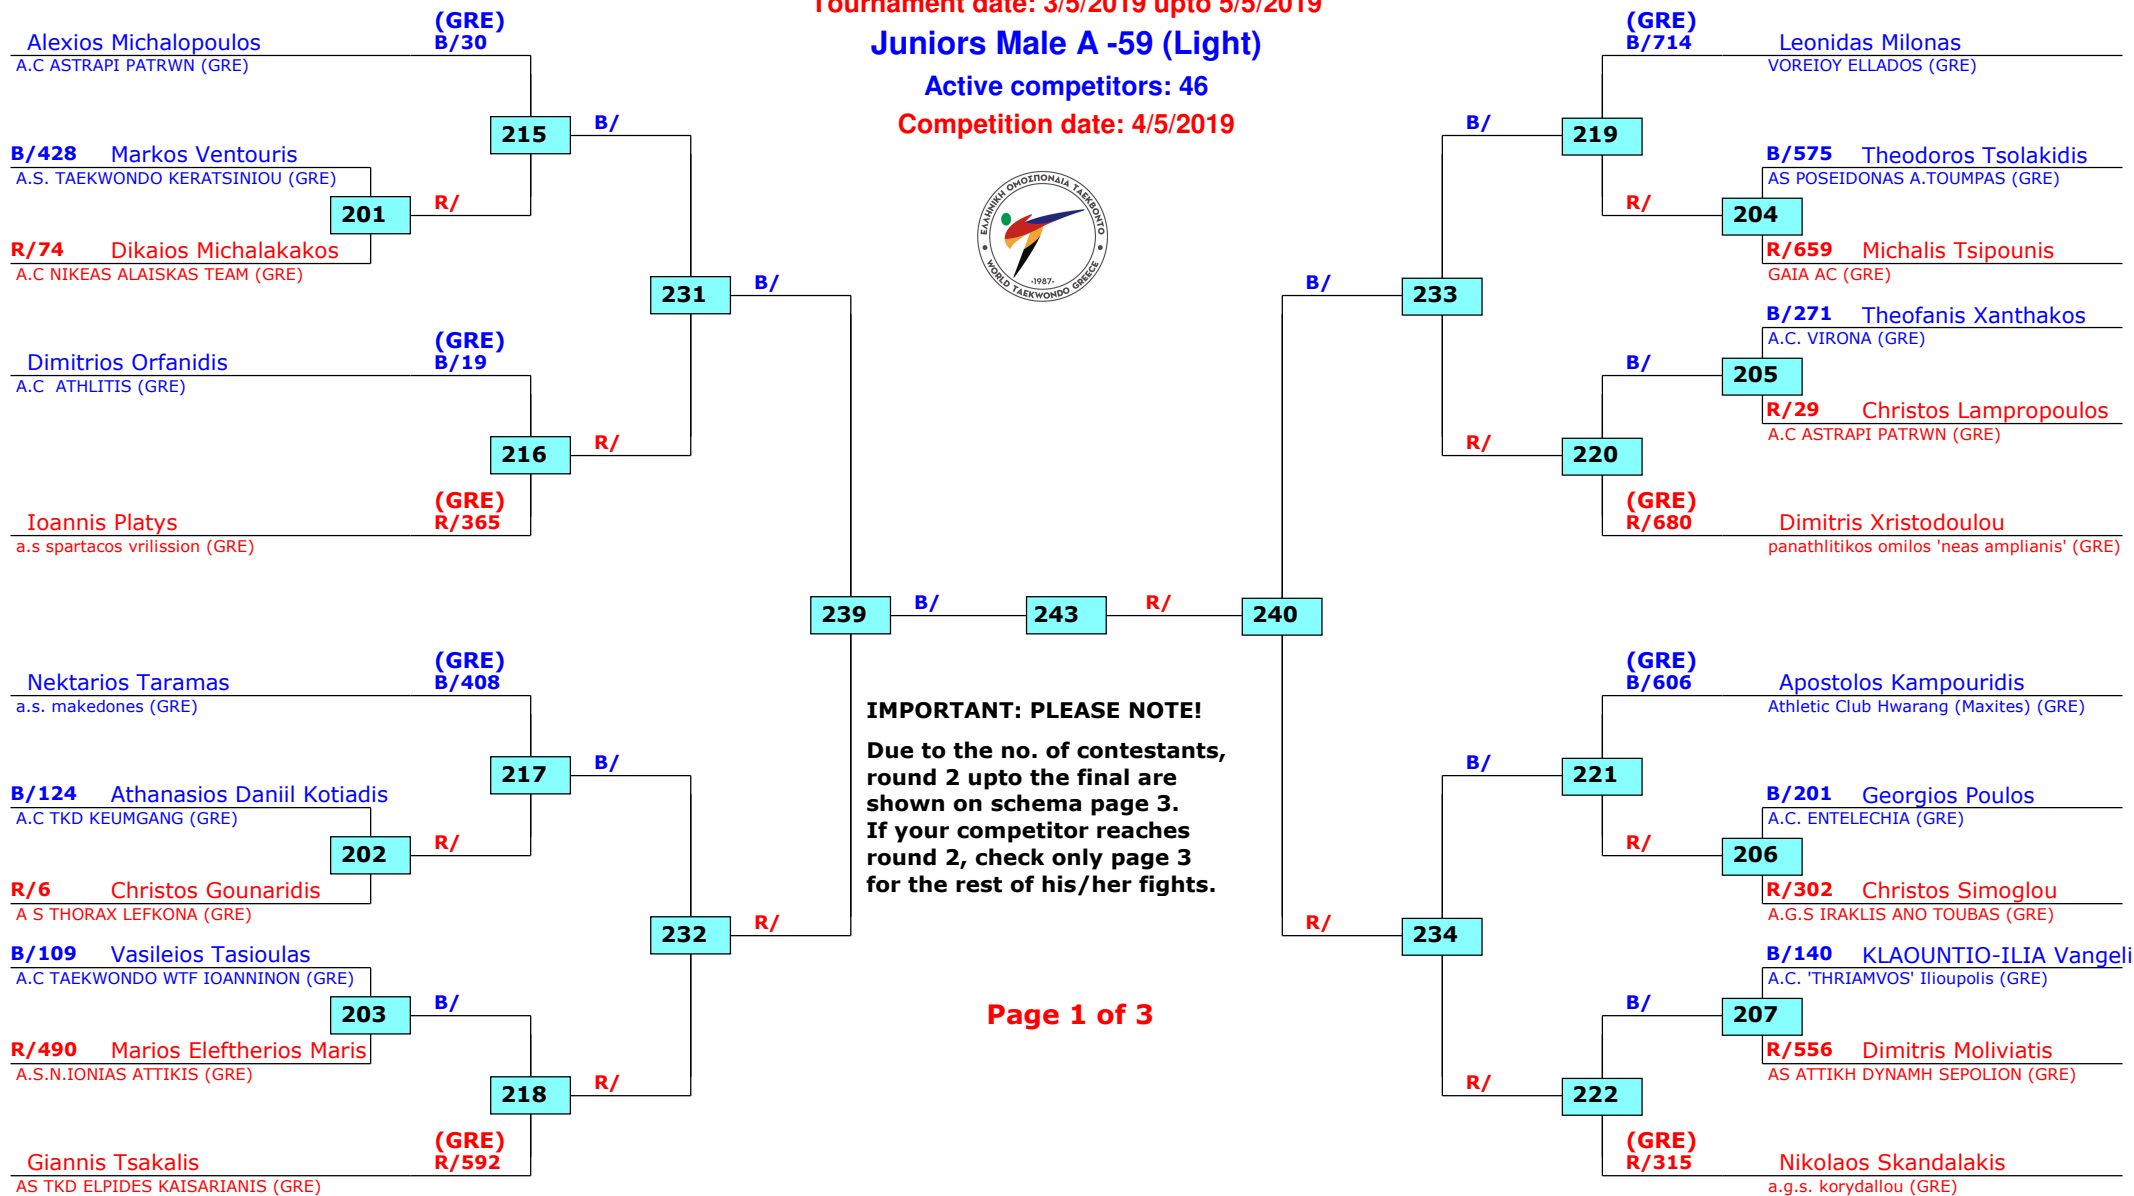 Tournament date: 3/5/2019 upto 5/5/2019
Juniors Male A -59 (Light)
Active competitors: 46
Competition date: 4/5/2019
ΕΛΛΗΝΙΚΗ ΟΜΟΣΠΟΝΔΙΑ ΤΑΕΚΒΟΝΤΟ
·1987·
WORLD TAEKWONDO GREECE
(GRE)
Alexios Michalopoulos B/30
A.C ASTRAPI PATRWN (GRE)
215
B/
B/428 Markos Ventouris
A.S. TAEKWONDO KERATSINIOU (GRE)
201
R/
R/74 Dikaios Michalakakos
A.C NIKEAS ALAISKAS TEAM (GRE)
231
B/
(GRE)
Dimitrios Orfanidis B/19
A.C ATHLITIS (GRE)
216
R/
(GRE)
Ioannis Platys R/365
a.s spartacos vrilission (GRE)
239
B/
243
R/
240
(GRE)
Nektarios Taramas B/408
a.s. makedones (GRE)
217
B/
B/124 Athanasios Daniil Kotiadis
A.C TKD KEUMGANG (GRE)
202
R/
R/6 Christos Gounaridis
A S THORAX LEFKONA (GRE)
232
R/
B/109 Vasileios Tasioulas
A.C TAEKWONDO WTF IOANNINON (GRE)
203
B/
R/490 Marios Eleftherios Maris
A.S.N.IONIAS ATTIKIS (GRE)
218
R/
(GRE)
Giannis Tsakalis R/592
AS TKD ELPIDES KAISARIANIS (GRE)
IMPORTANT: PLEASE NOTE!
Due to the no. of contestants,
round 2 upto the final are
shown on schema page 3.
If your competitor reaches
round 2, check only page 3
for the rest of his/her fights.
Page 1 of 3
(GRE)
B/714 Leonidas Milonas
VOREIOY ELLADOS (GRE)
B/
219
B/575 Theodoros Tsolakidis
AS POSEIDONAS A.TOUMPAS (GRE)
R/
204
R/659 Michalis Tsipounis
GAIA AC (GRE)
B/
233
B/271 Theofanis Xanthakos
A.C. VIRONA (GRE)
B/
205
R/29 Christos Lampropoulos
A.C ASTRAPI PATRWN (GRE)
R/
220
(GRE)
R/680 Dimitris Xristodoulou
panathlitikos omilos 'neas amplianis' (GRE)
(GRE)
B/606 Apostolos Kampouridis
Athletic Club Hwarang (Maxites) (GRE)
B/
221
B/201 Georgios Poulos
A.C. ENTELECHIA (GRE)
R/
206
R/302 Christos Simoglou
A.G.S IRAKLIS ANO TOUBAS (GRE)
R/
234
B/140 KLAOUNTIO-ILIA Vangeli
A.C. 'THRIAMVOS' Ilioupolis (GRE)
B/
207
R/556 Dimitris Moliviatis
AS ATTIKH DYNAMH SEPOLION (GRE)
R/
222
(GRE)
R/315 Nikolaos Skandalakis
a.g.s. korydallou (GRE)